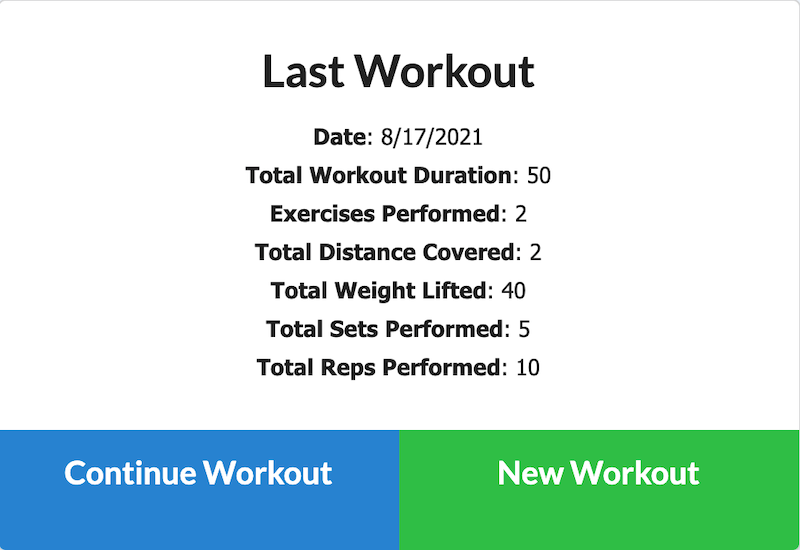 Last Workout
Date: 8/17/2021
Total Workout Duration: 50
Exercises Performed: 2
Total Distance Covered: 2
Total Weight Lifted: 40
Total Sets Performed: 5
Total Reps Performed: 10
Continue Workout
New Workout